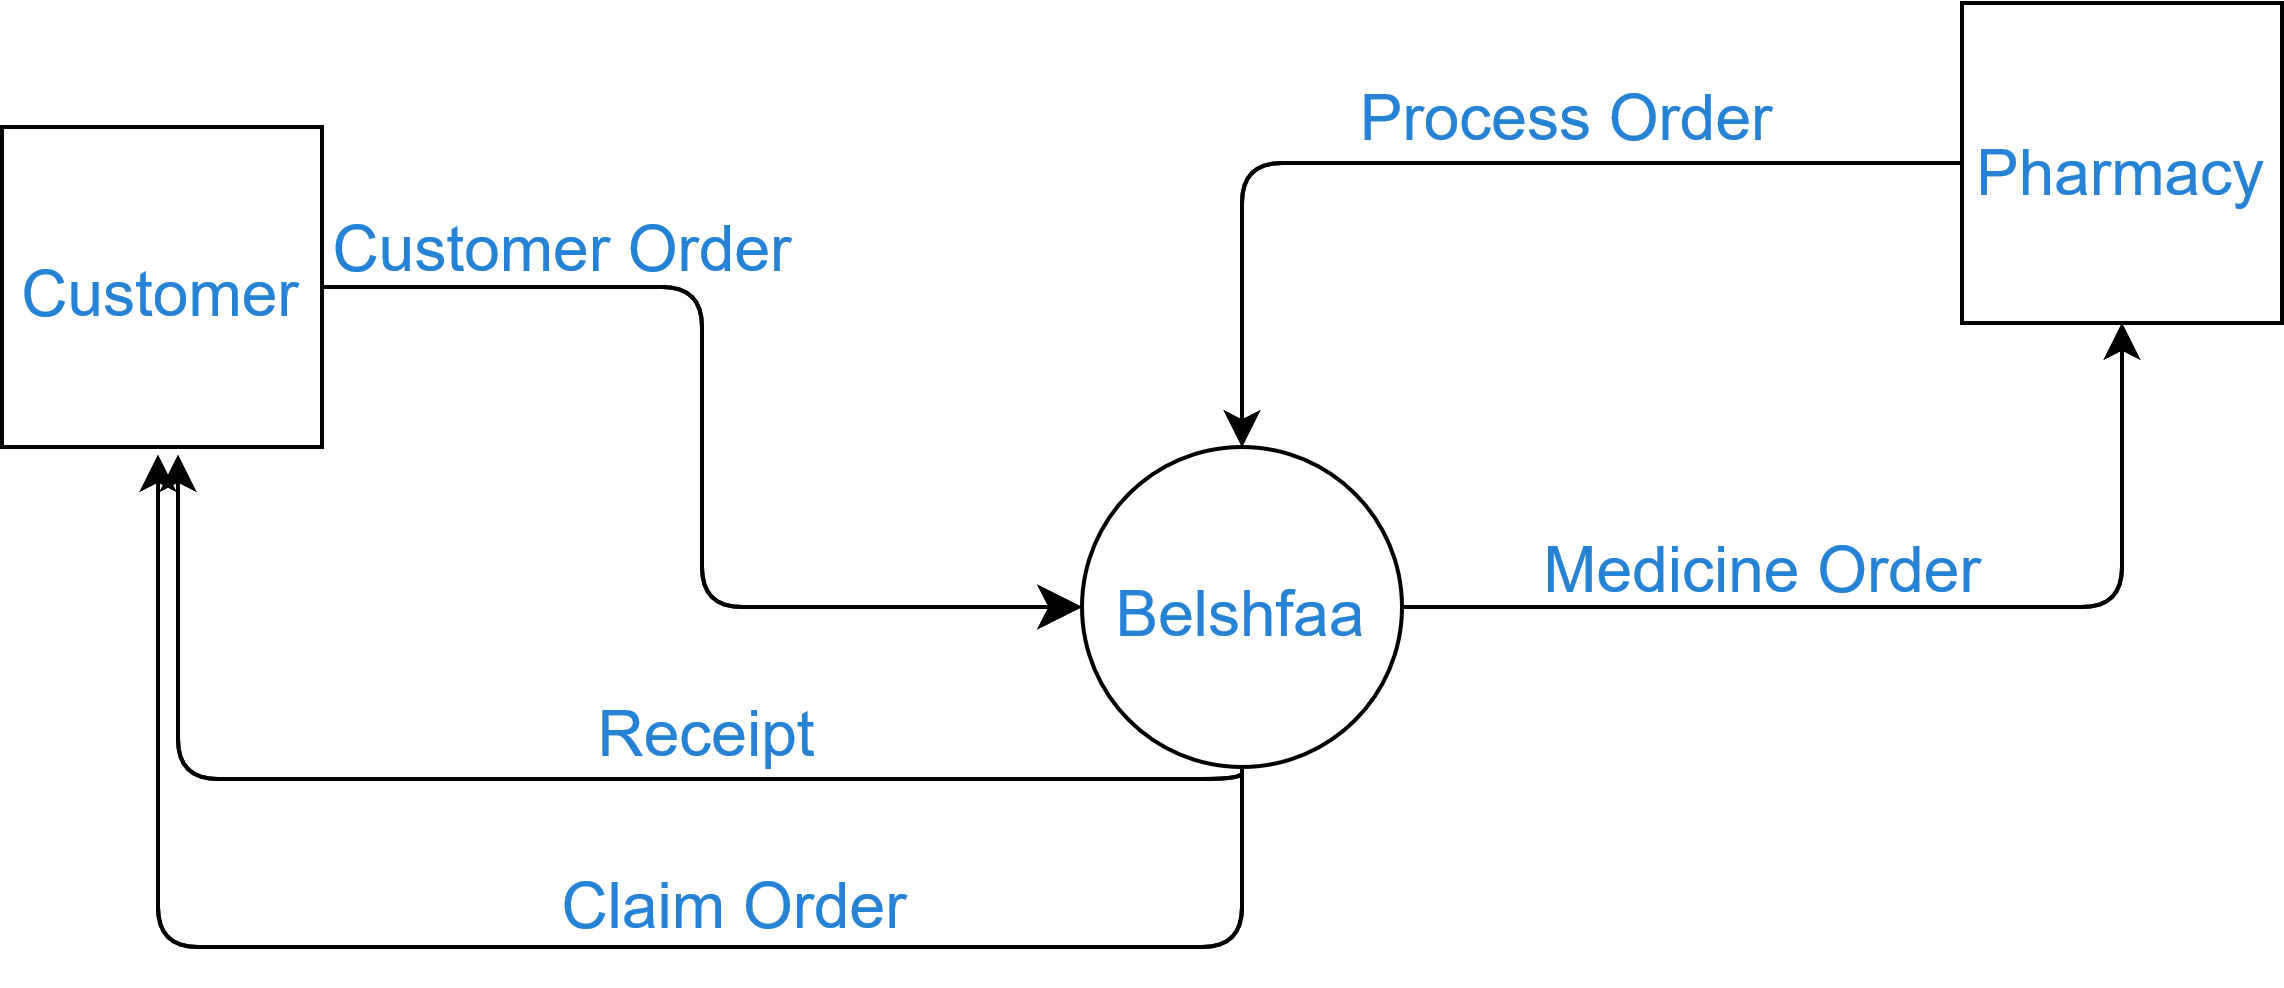 Process Order
Pharmacy
Customer Order
Customer
Medicine Order
Belshfaa
Receipt
Claim Order